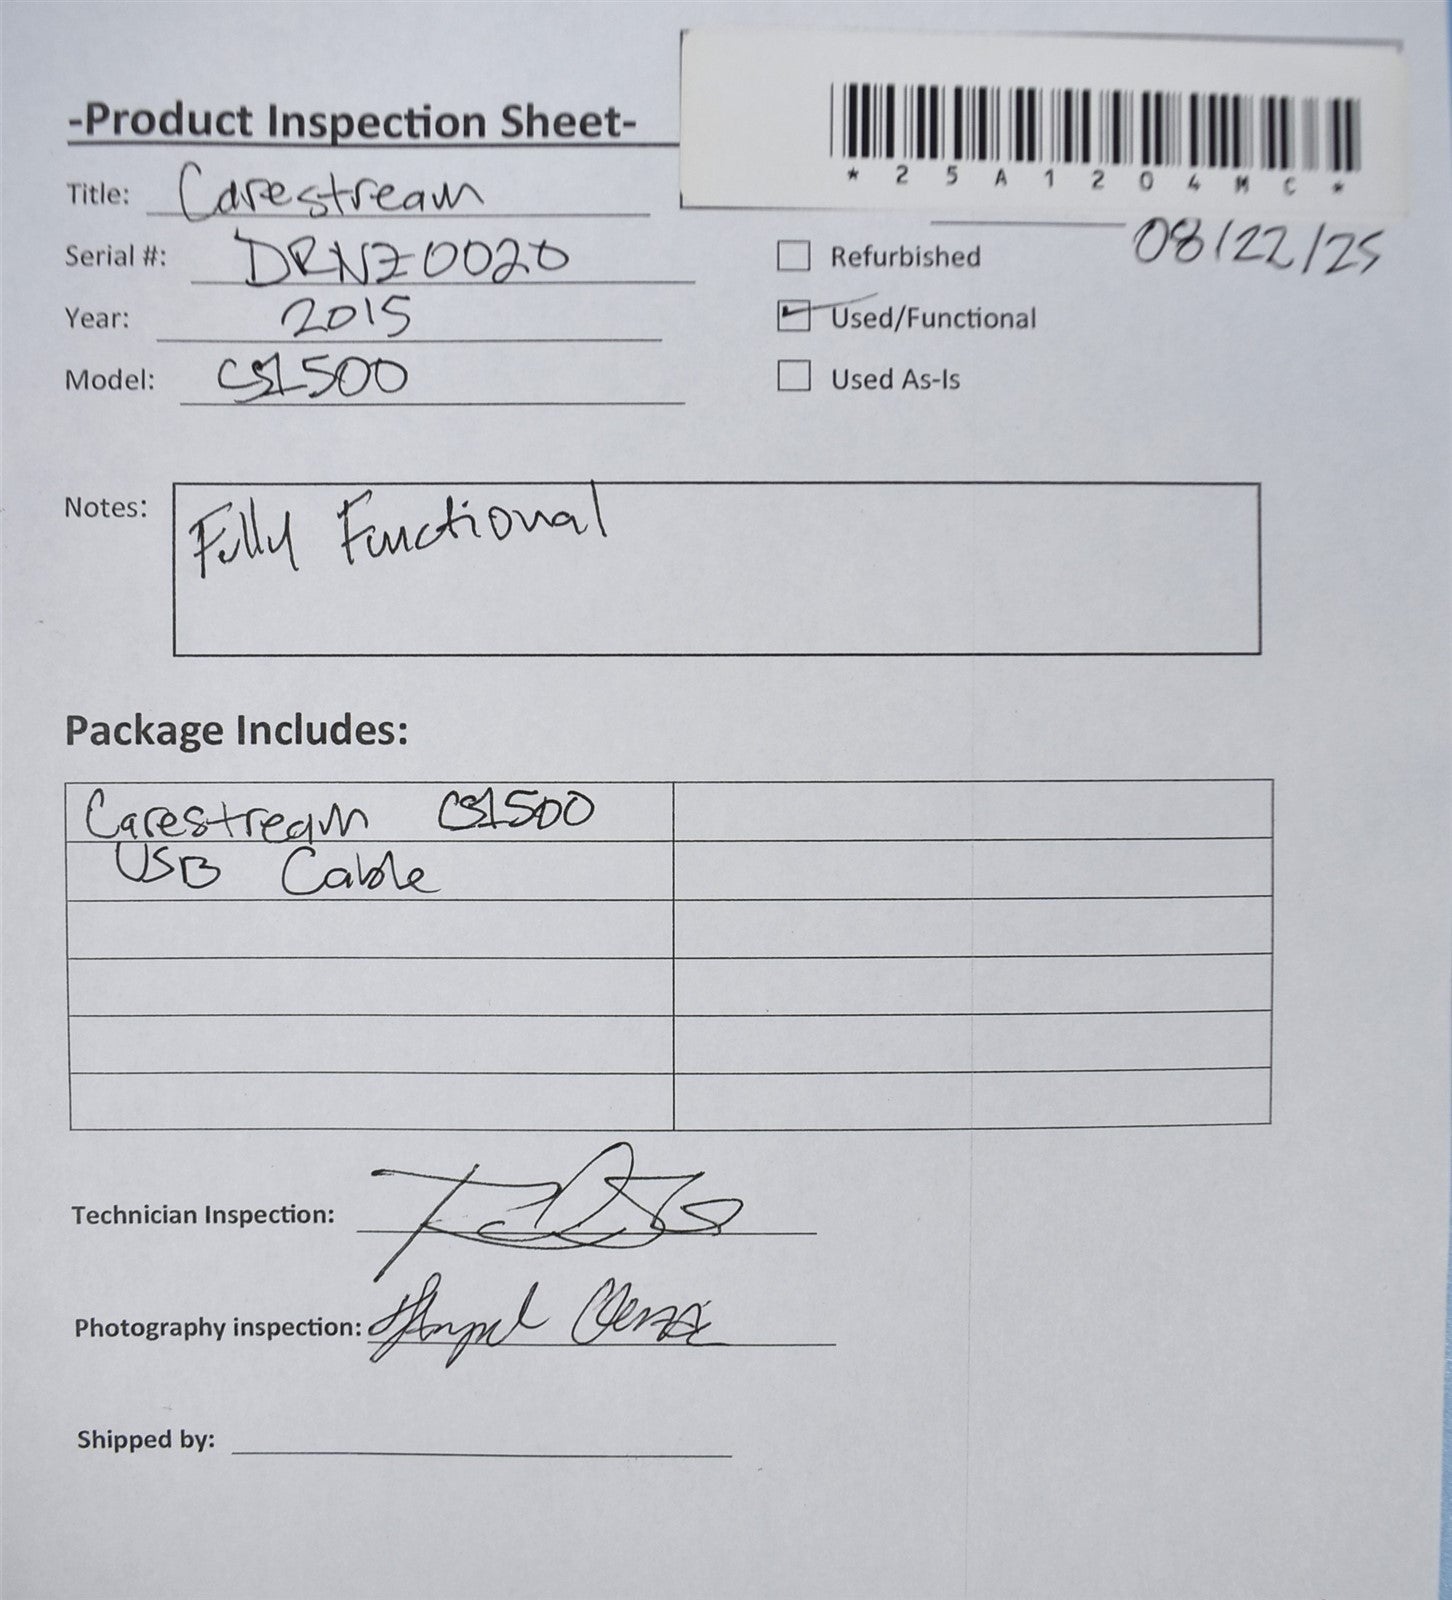 -Product Inspection Sheet-
*25A1204MC*
Title: Carestream
08/22/25
Serial #: DRNZ0020
Refurbished
Year: 2015
Used/Functional
Model: CS1500
Used As-Is
Notes: Fully Functional
Package Includes:
Carestream CS1500
USB Cable
Technician Inspection:
Photography inspection:
Shipped by: